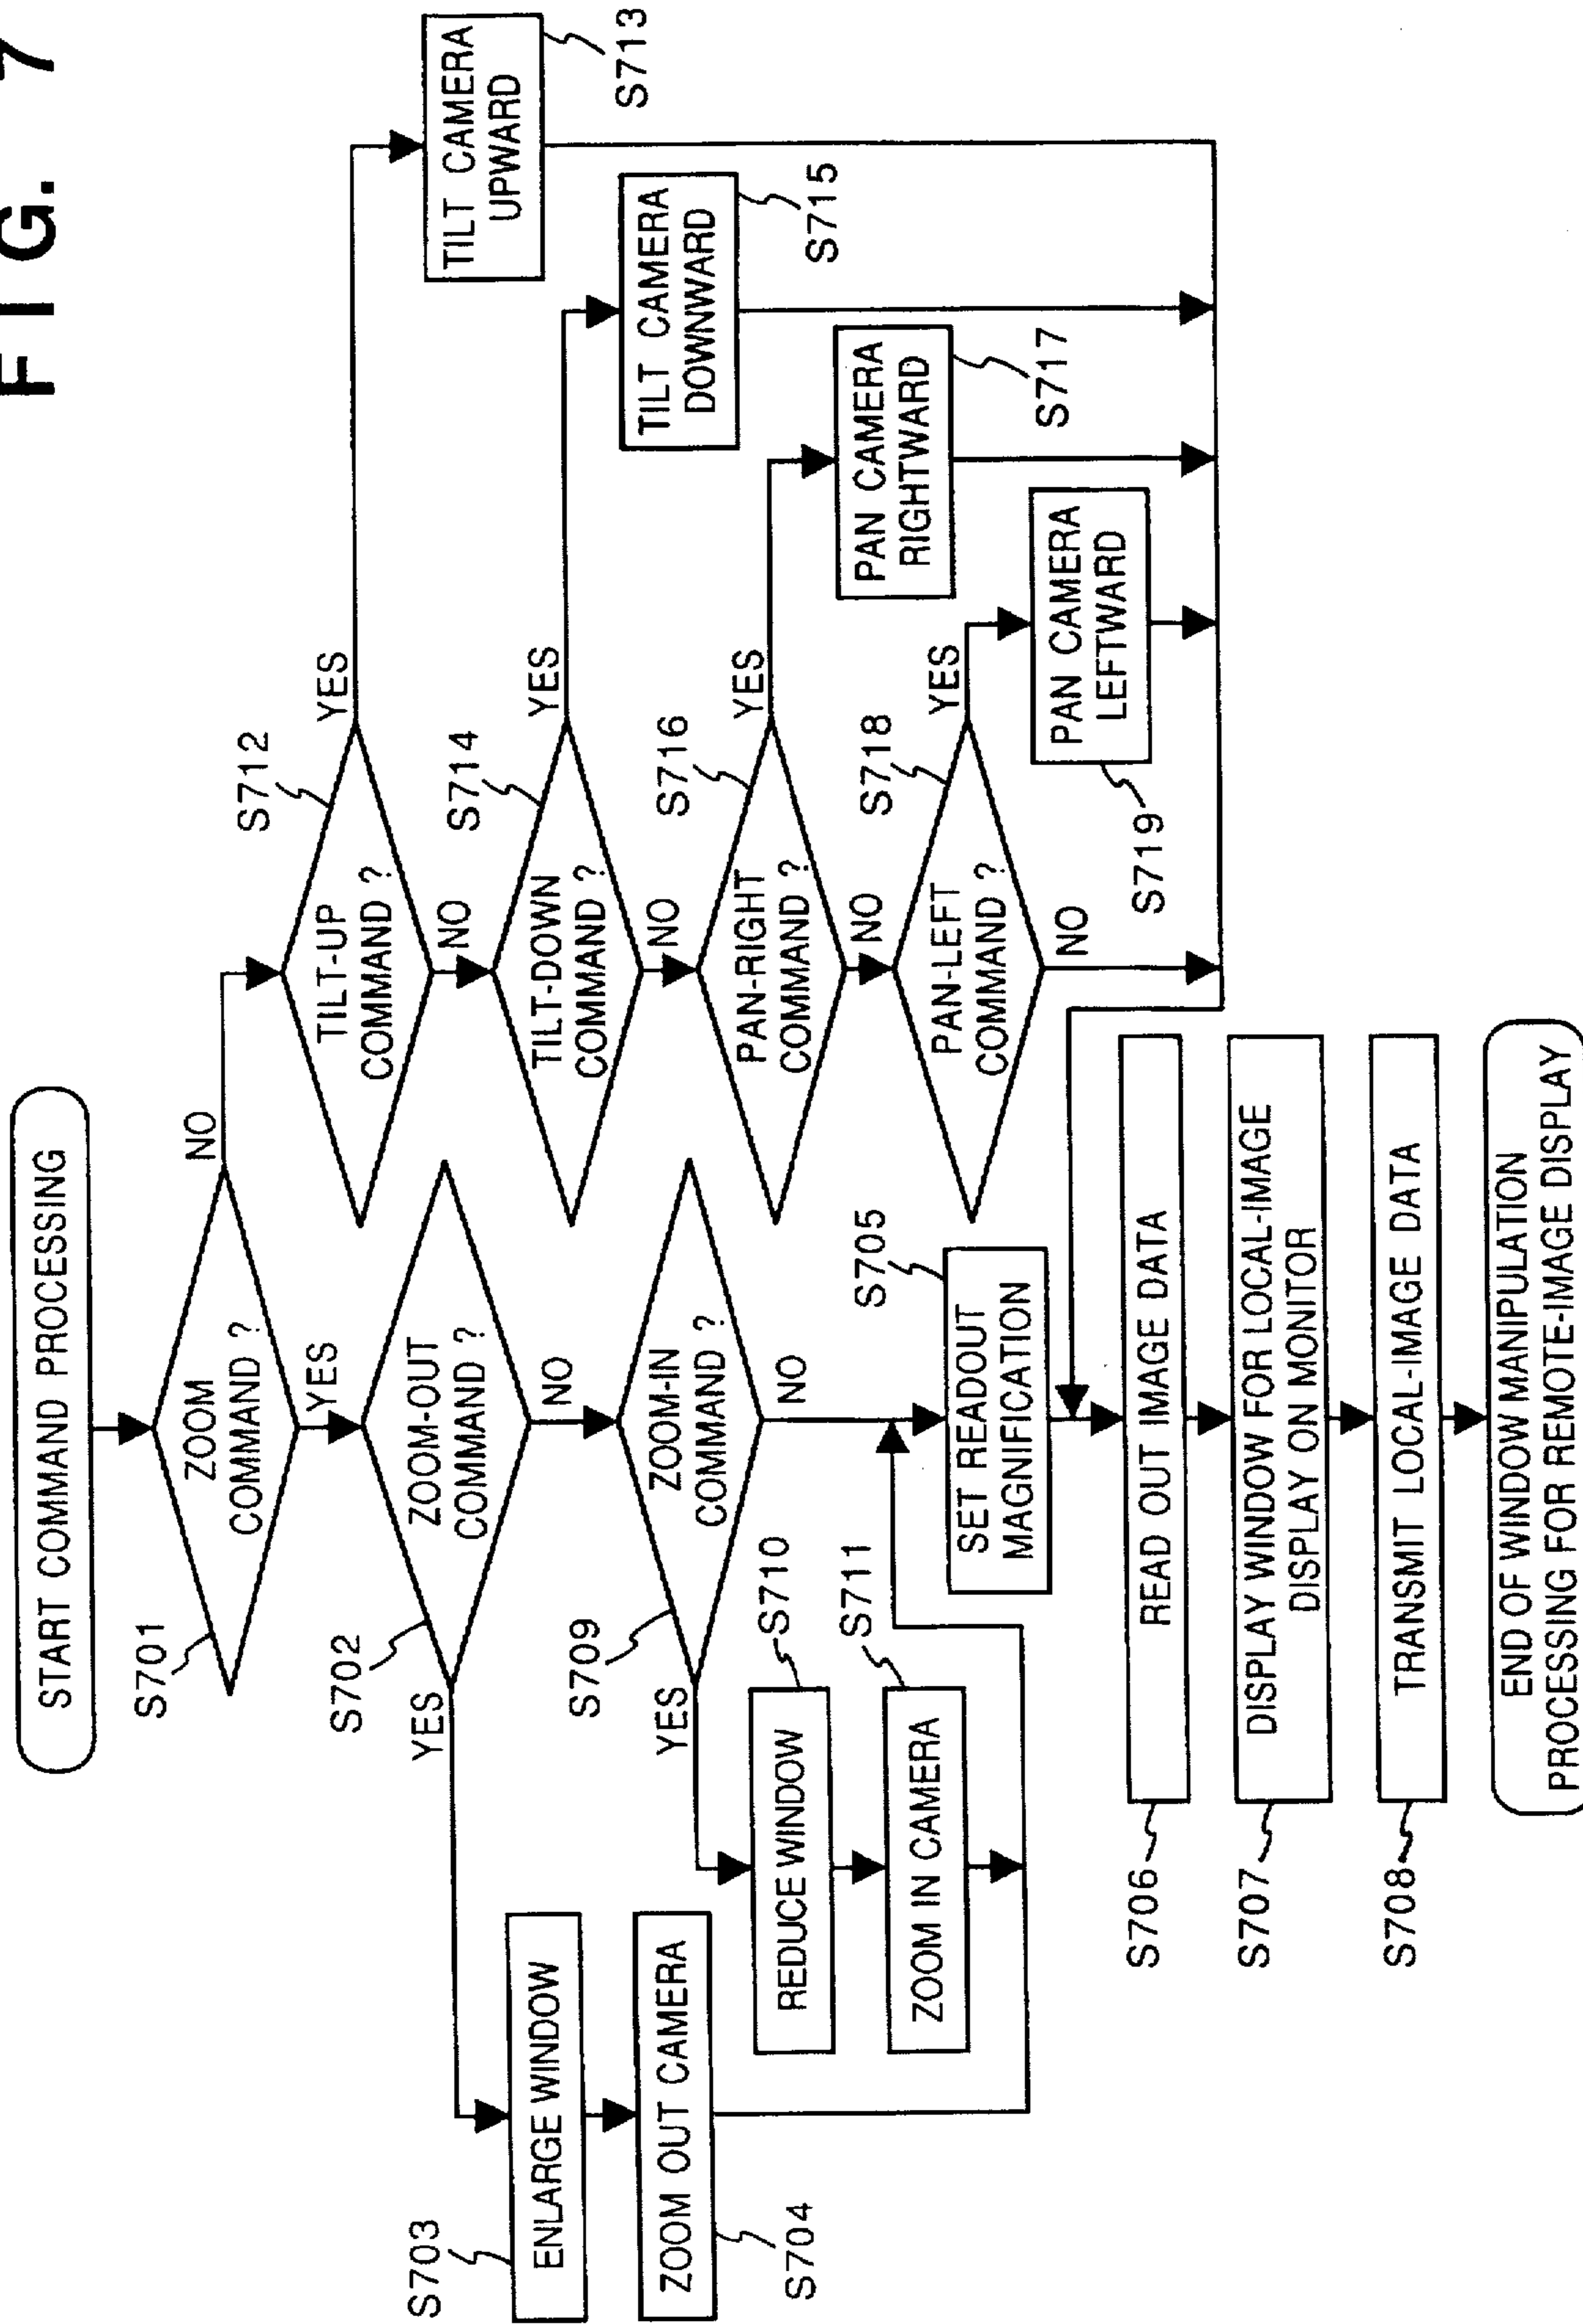 FIG. 7
START COMMAND PROCESSING
S701
ZOOM
COMMAND ?
NO
YES
S702
ZOOM-OUT
COMMAND ?
YES
NO
S703
ENLARGE WINDOW
ZOOM OUT CAMERA
S704
S709
ZOOM-IN
COMMAND ?
YES
NO
S710
REDUCE WINDOW
S711
ZOOM IN CAMERA
S705
SET READOUT
MAGNIFICATION
S706
READ OUT IMAGE DATA
S707
DISPLAY WINDOW FOR LOCAL-IMAGE
DISPLAY ON MONITOR
S708
TRANSMIT LOCAL-IMAGE DATA
END OF WINDOW MANIPULATION
PROCESSING FOR REMOTE-IMAGE DISPLAY
S712
TILT-UP
COMMAND ?
YES
NO
TILT CAMERA
UPWARD
S713
S714
TILT-DOWN
COMMAND ?
YES
NO
TILT CAMERA
DOWNWARD
S715
S716
PAN-RIGHT
COMMAND ?
YES
NO
PAN CAMERA
RIGHTWARD
S717
S718
PAN-LEFT
COMMAND ?
YES
NO
PAN CAMERA
LEFTWARD
S719